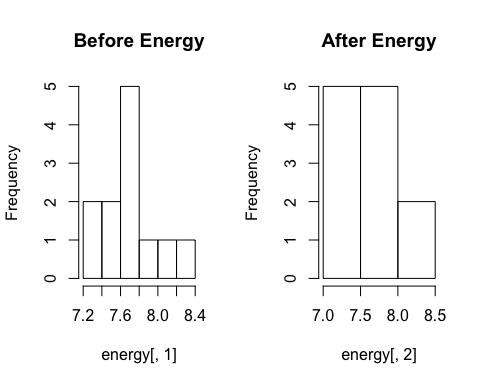 Before Energy
Frequency
0 1 2 3 4 5
7.2 7.6 8.0 8.4
energy[, 1]
After Energy
Frequency
0 1 2 3 4 5
7.0 7.5 8.0 8.5
energy[, 2]